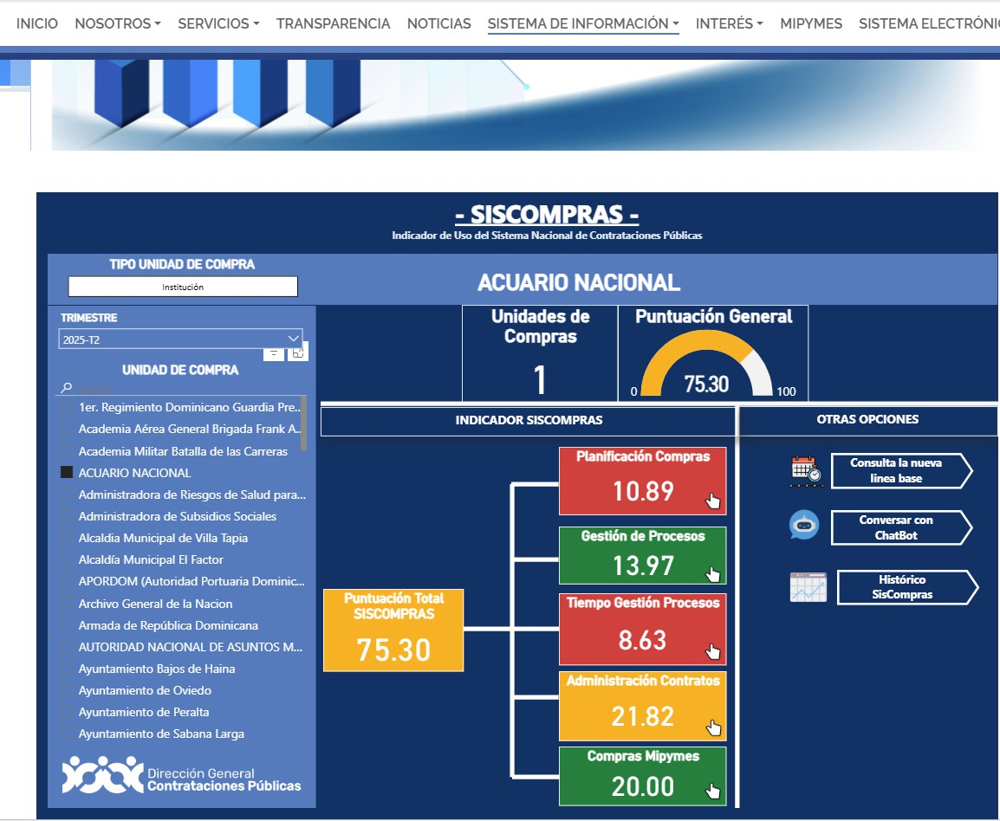 INICIO NOSOTROS SERVICIOS TRANSPARENCIA NOTICIAS SISTEMA DE INFORMACIÓN INTERÉS MIPYMES SISTEMA ELECTRÓNIC
- SISCOMPRAS -
Indicador de Uso del Sistema Nacional de Contrataciones Públicas
TIPO UNIDAD DE COMPRA
Institución
ACUARIO NACIONAL
TRIMESTRE
2025-T2
UNIDAD DE COMPRA
1er. Regimiento Dominicano Guardia Pre...
Academia Aérea General Brigada Frank A...
Academia Militar Batalla de las Carreras
ACUARIO NACIONAL
Administradora de Riesgos de Salud para...
Administradora de Subsidios Sociales
Alcaldia Municipal de Villa Tapia
Alcaldía Municipal El Factor
APORDOM (Autoridad Portuaria Dominic...
Archivo General de la Nacion
Armada de República Dominicana
AUTORIDAD NACIONAL DE ASUNTOS M...
Ayuntamiento Bajos de Haina
Ayuntamiento de Oviedo
Ayuntamiento de Peralta
Ayuntamiento de Sabana Larga
Dirección General
Contrataciones Públicas
Unidades de
Compras
1
Puntuación General
75.30
0
100
INDICADOR SISCOMPRAS
Puntuación Total
SISCOMPRAS
75.30
Planificación Compras
10.89
Gestión de Procesos
13.97
Tiempo Gestión Procesos
8.63
Administración Contratos
21.82
Compras Mipymes
20.00
OTRAS OPCIONES
Consulta la nueva
linea base
Conversar con
ChatBot
Histórico
SisCompras